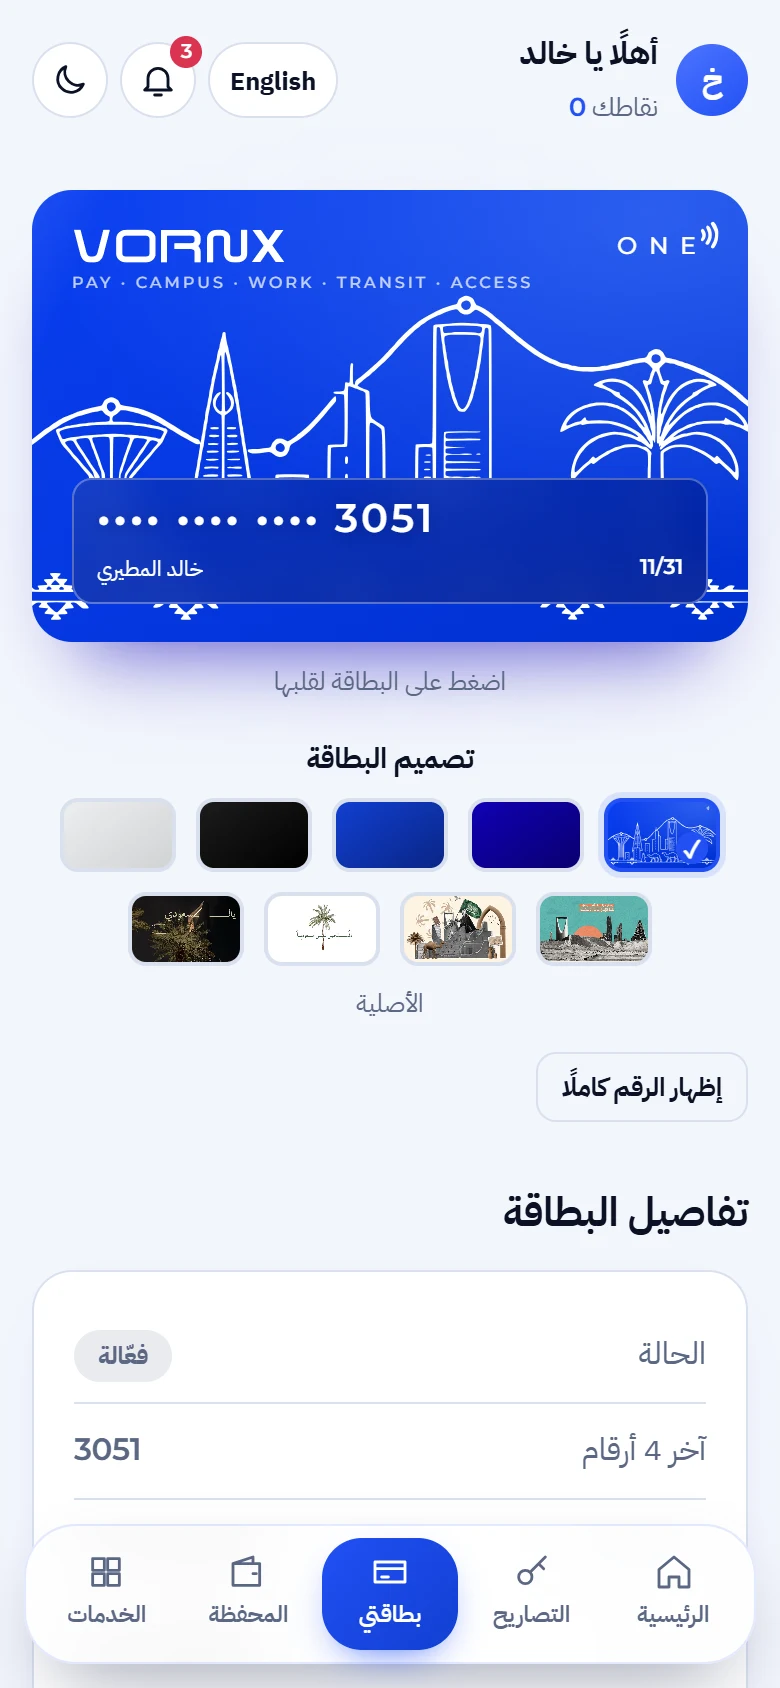 أهلًا يا خالد
خ
نقاطك 0
English
3
VORNX
ONE
PAY · CAMPUS · WORK · TRANSIT · ACCESS
•••• •••• •••• 3051
خالد المطيري
11/31
اضغط على البطاقة لقلبها
تصميم البطاقة
الأصلية
إظهار الرقم كاملًا
تفاصيل البطاقة
الحالة
فعّالة
آخر 4 أرقام
3051
الرئيسية
التصاريح
بطاقتي
المحفظة
الخدمات